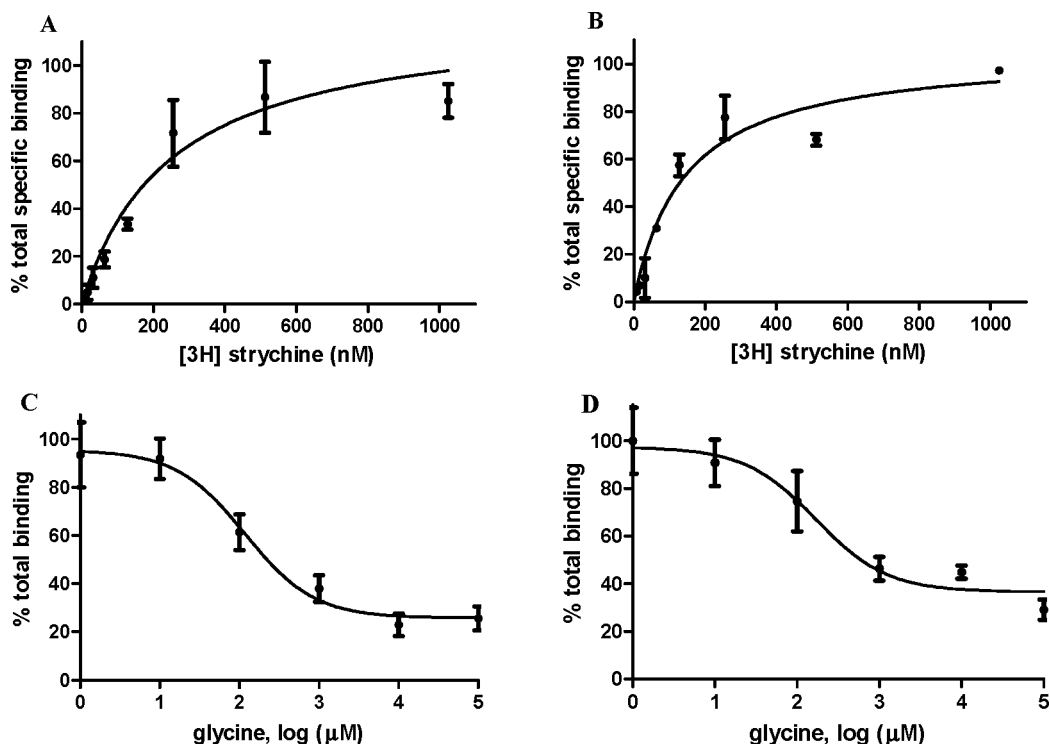 A
% total specific binding
100
80
60
40
20
0
0 200 400 600 800 1000
[3H] strychine (nM)
B
% total specific binding
100
80
60
40
20
0
0 200 400 600 800 1000
[3H] strychine (nM)
C
% total binding
100
80
60
40
20
0
0 1 2 3 4 5
glycine, log (μM)
D
% total binding
100
80
60
40
20
0
0 1 2 3 4 5
glycine, log (μM)